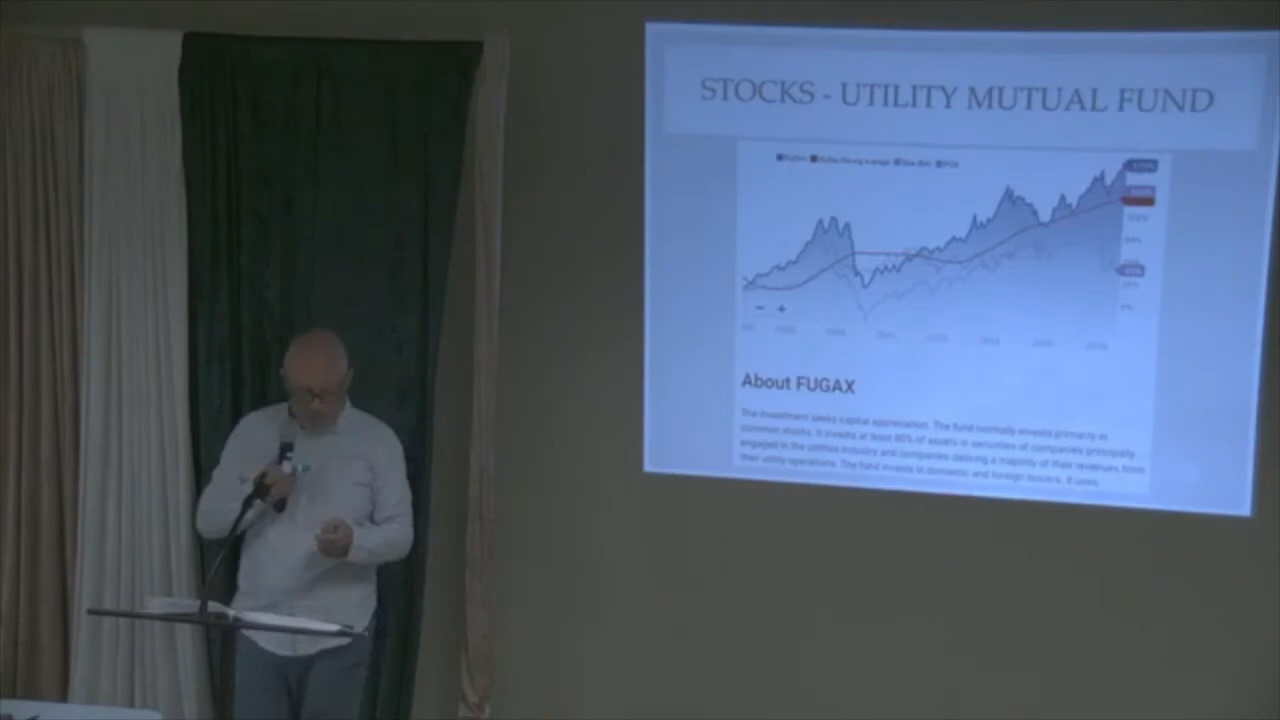 STOCKS - UTILITY MUTUAL FUND
About FUGAX
The investment seeks capital appreciation. The fund normally invests primarily in
common stocks. It invests at least 80% of assets in securities of companies principally
engaged in the utilities industry and companies deriving a majority of their revenues from
their utility operations. The fund invests in domestic and foreign issuers. It uses